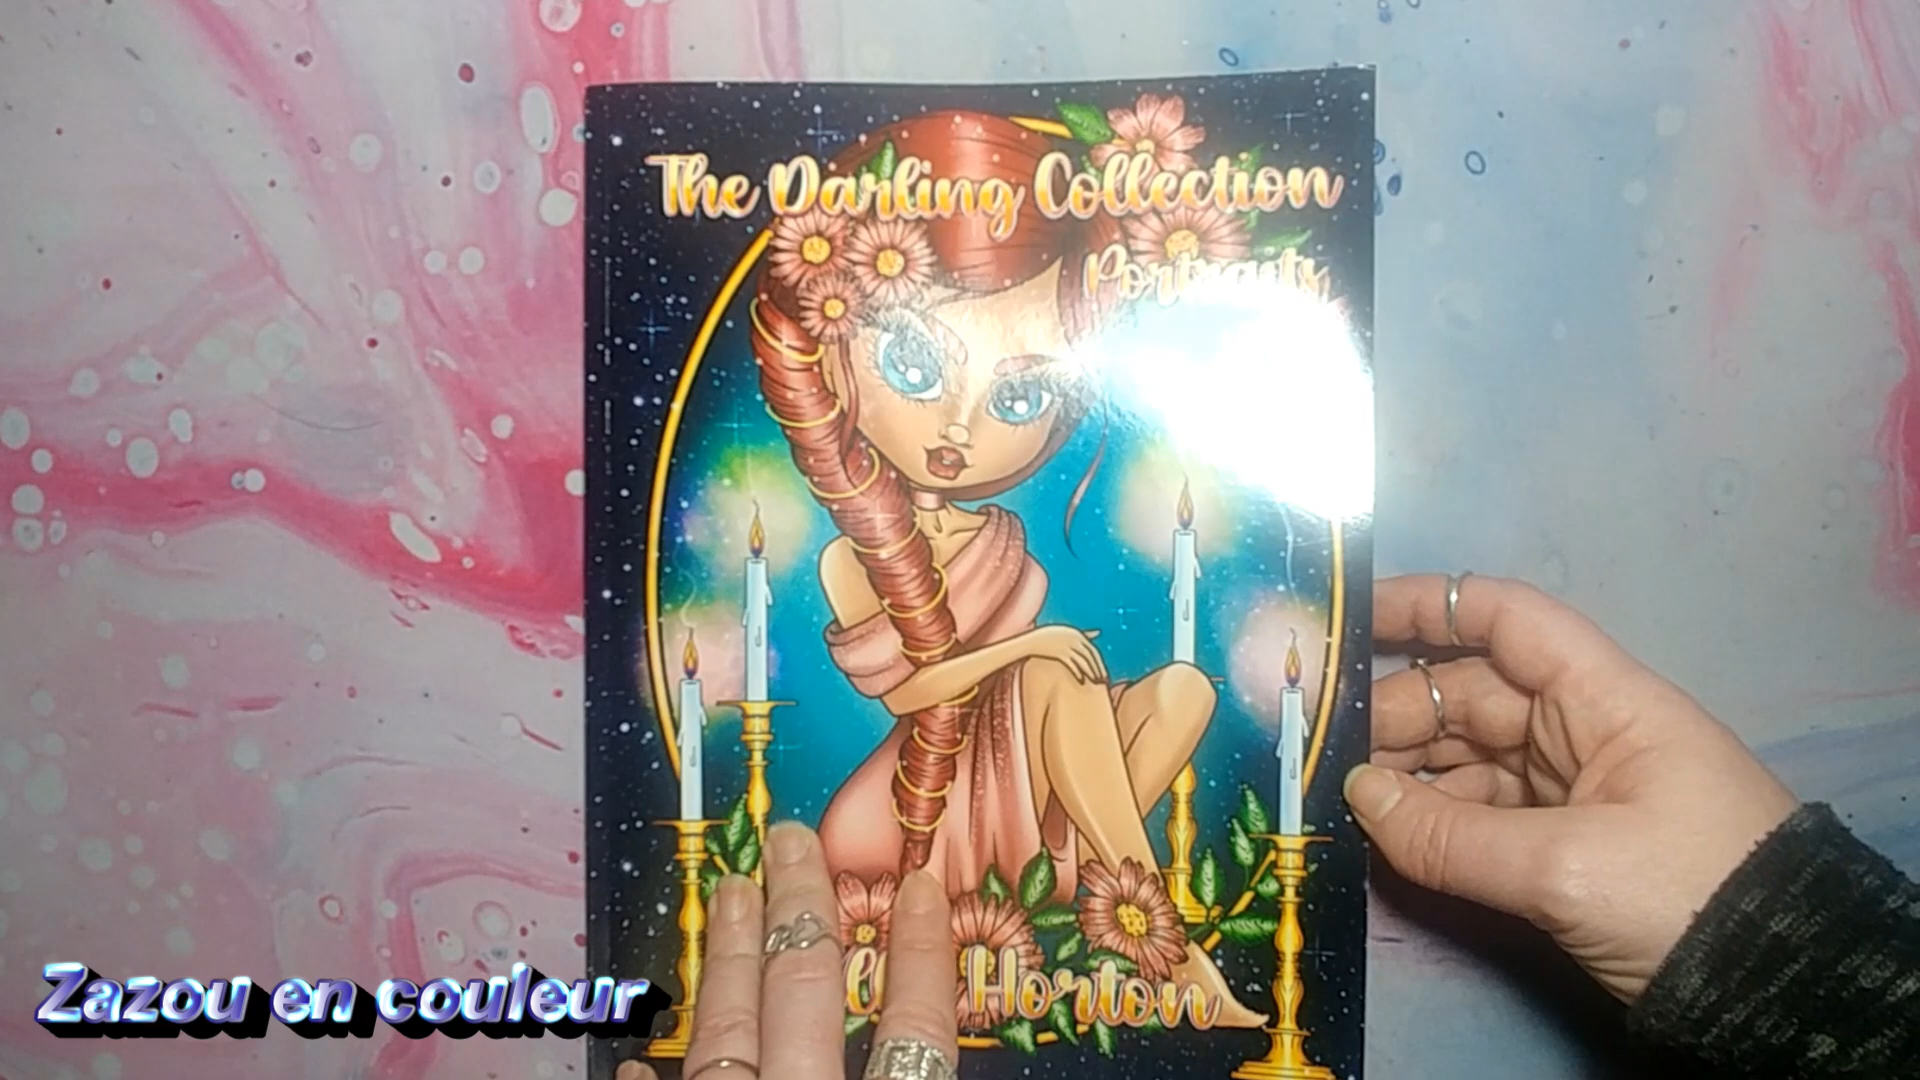 The Darling Collection
Portraits
Horton
Zazou en couleur